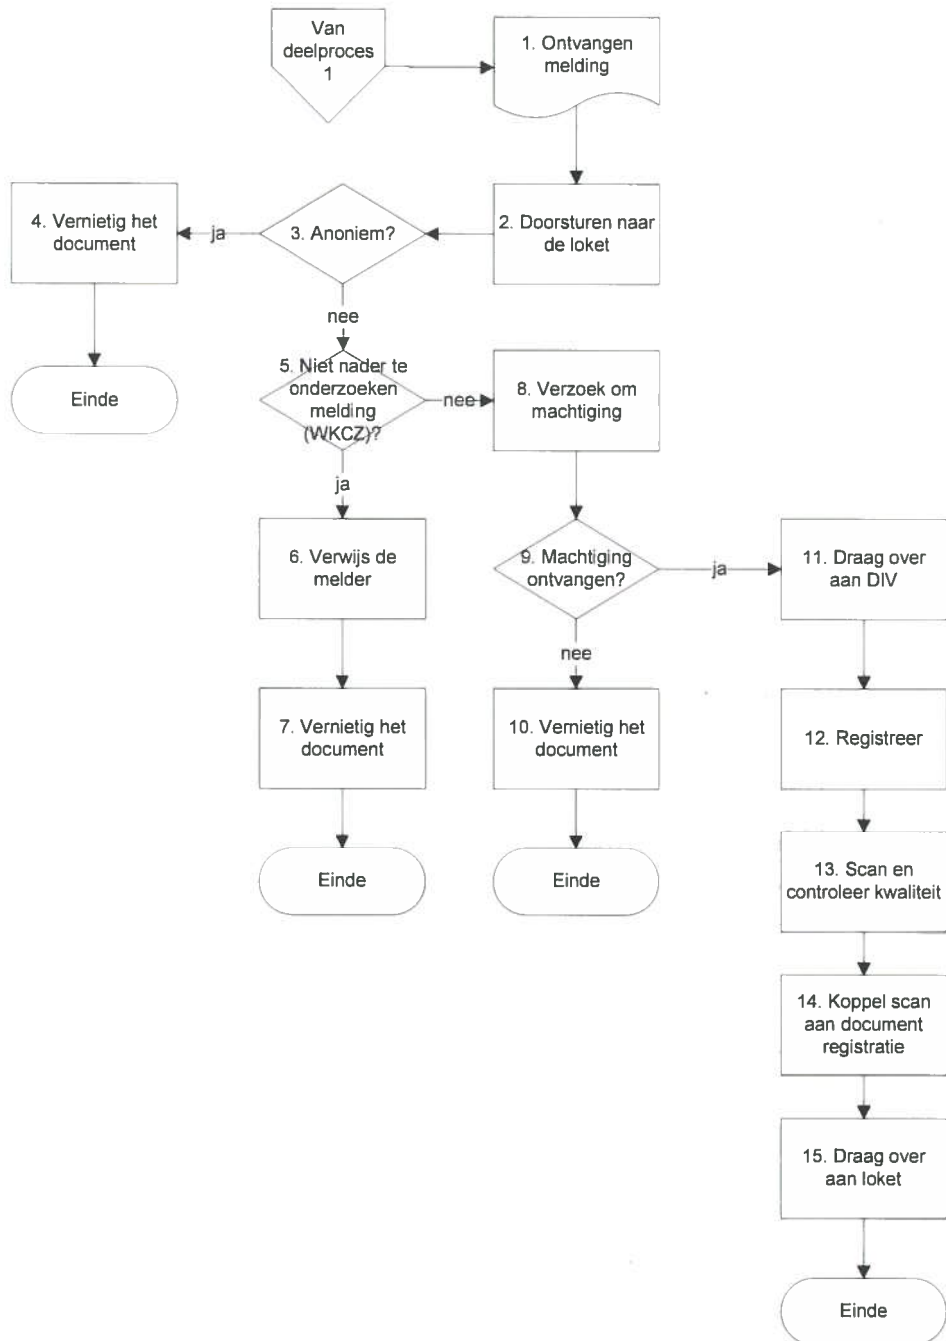 Van
deelproces
1
1. Ontvangen
melding
2. Doorsturen naar
de loket
3. Anoniem?
ja
4. Vernietig het
document
Einde
nee
5. Niet nader te
onderzoeken
melding
(WKCZ)?
nee
8. Verzoek om
machtiging
ja
6. Verwijs de
melder
9. Machtiging
ontvangen?
ja
11. Draag over
aan DIV
nee
7. Vernietig het
document
10. Vernietig het
document
12. Registreer
Einde
Einde
13. Scan en
controleer kwaliteit
14. Koppel scan
aan document
registratie
15. Draag over
aan loket
Einde